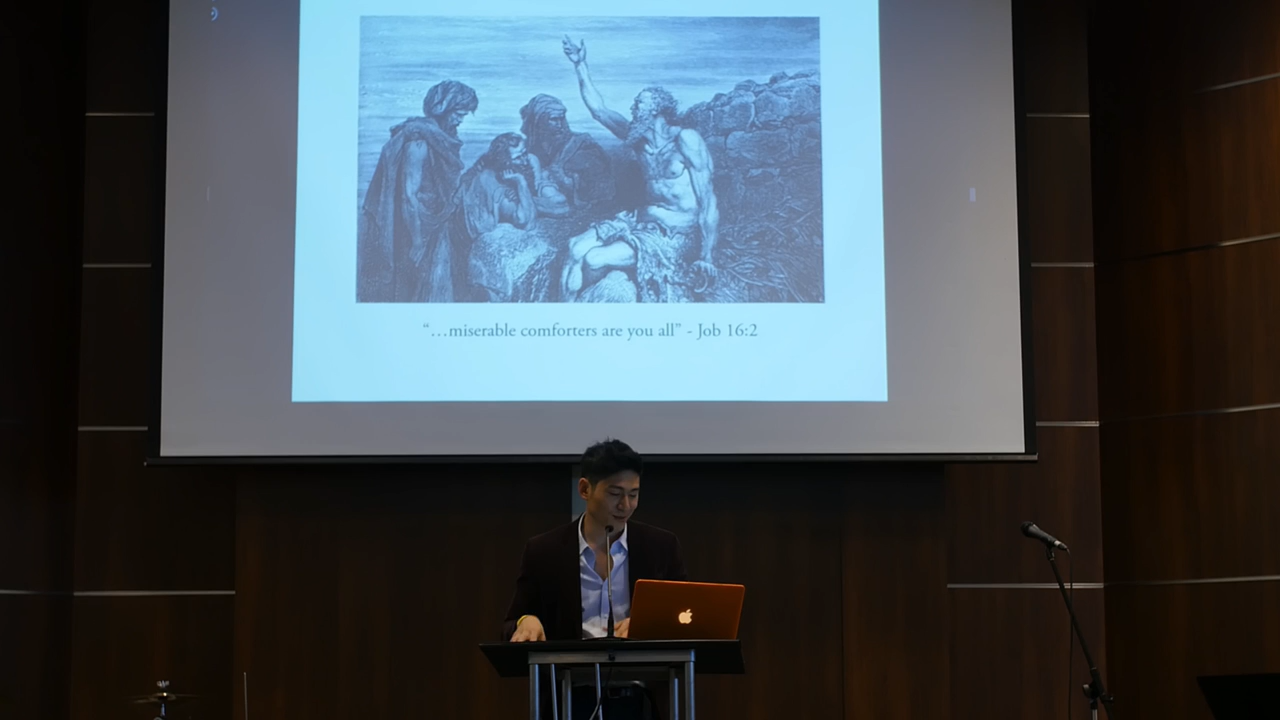 “…miserable comforters are you all” - Job 16:2